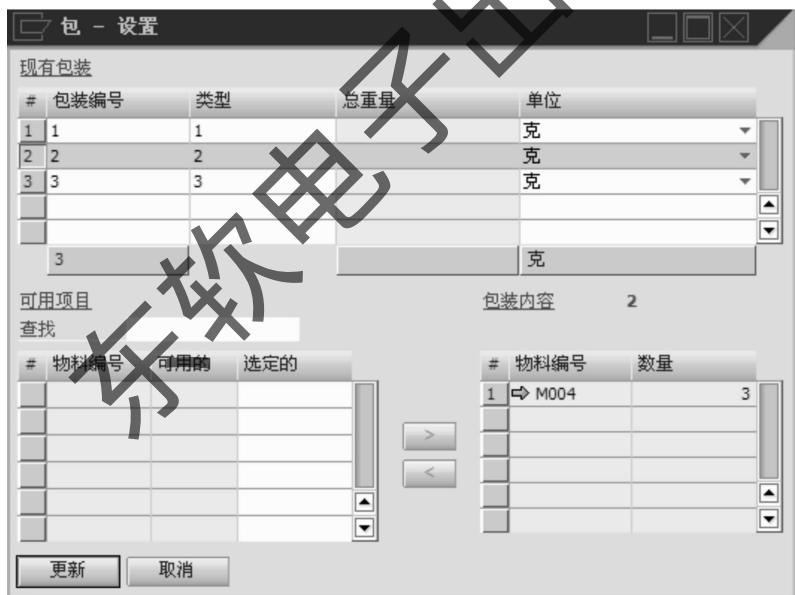 包 - 设置
现有包装
# 包装编号 类型 总重量 单位
1 1 1 克
2 2 2 克
3 3 3 克
3 克
可用项目 包装内容 2
查找
# 物料编号 可用的 选定的 # 物料编号 数量
1 M004 3
> 
<
更新 取消
东软电子出